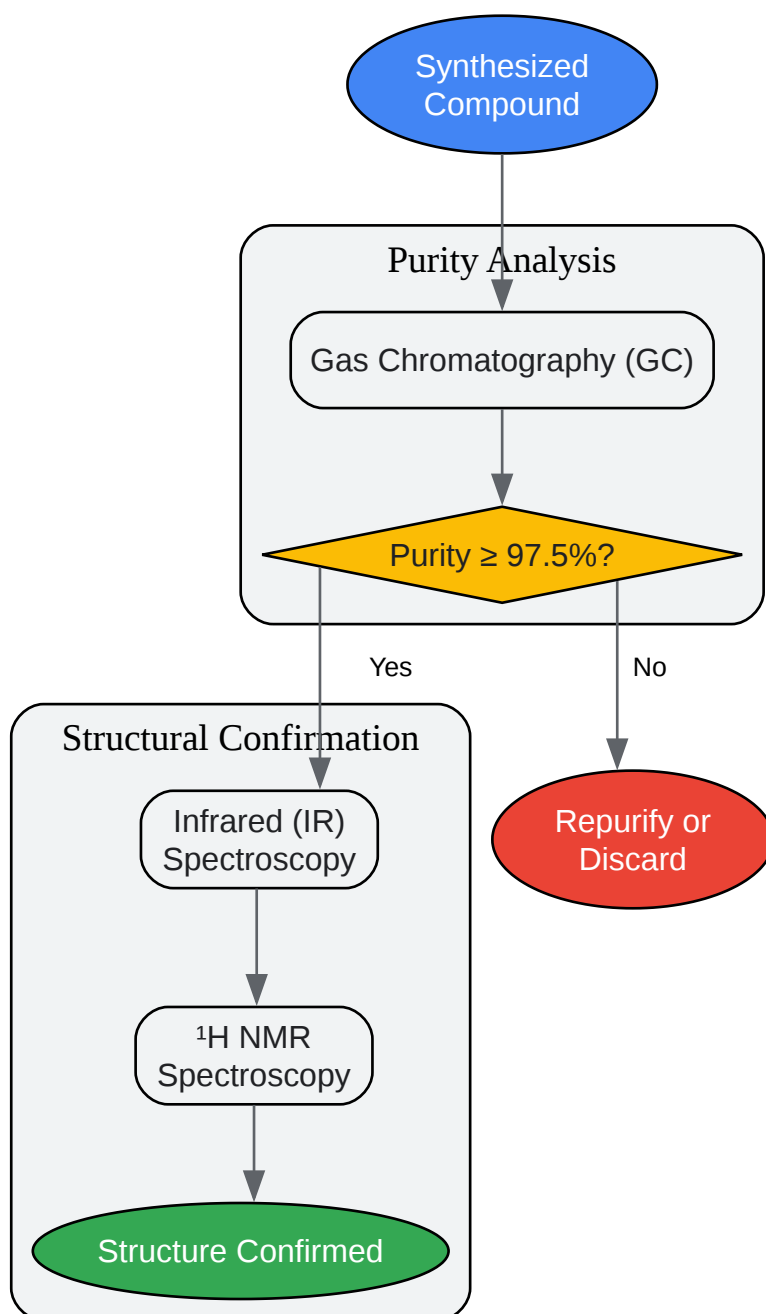 Synthesized
Compound
Purity Analysis
Gas Chromatography (GC)
Purity ≥ 97.5%?
Yes
No
Structural Confirmation
Infrared (IR)
Spectroscopy
Repurify or
Discard
¹H NMR
Spectroscopy
Structure Confirmed